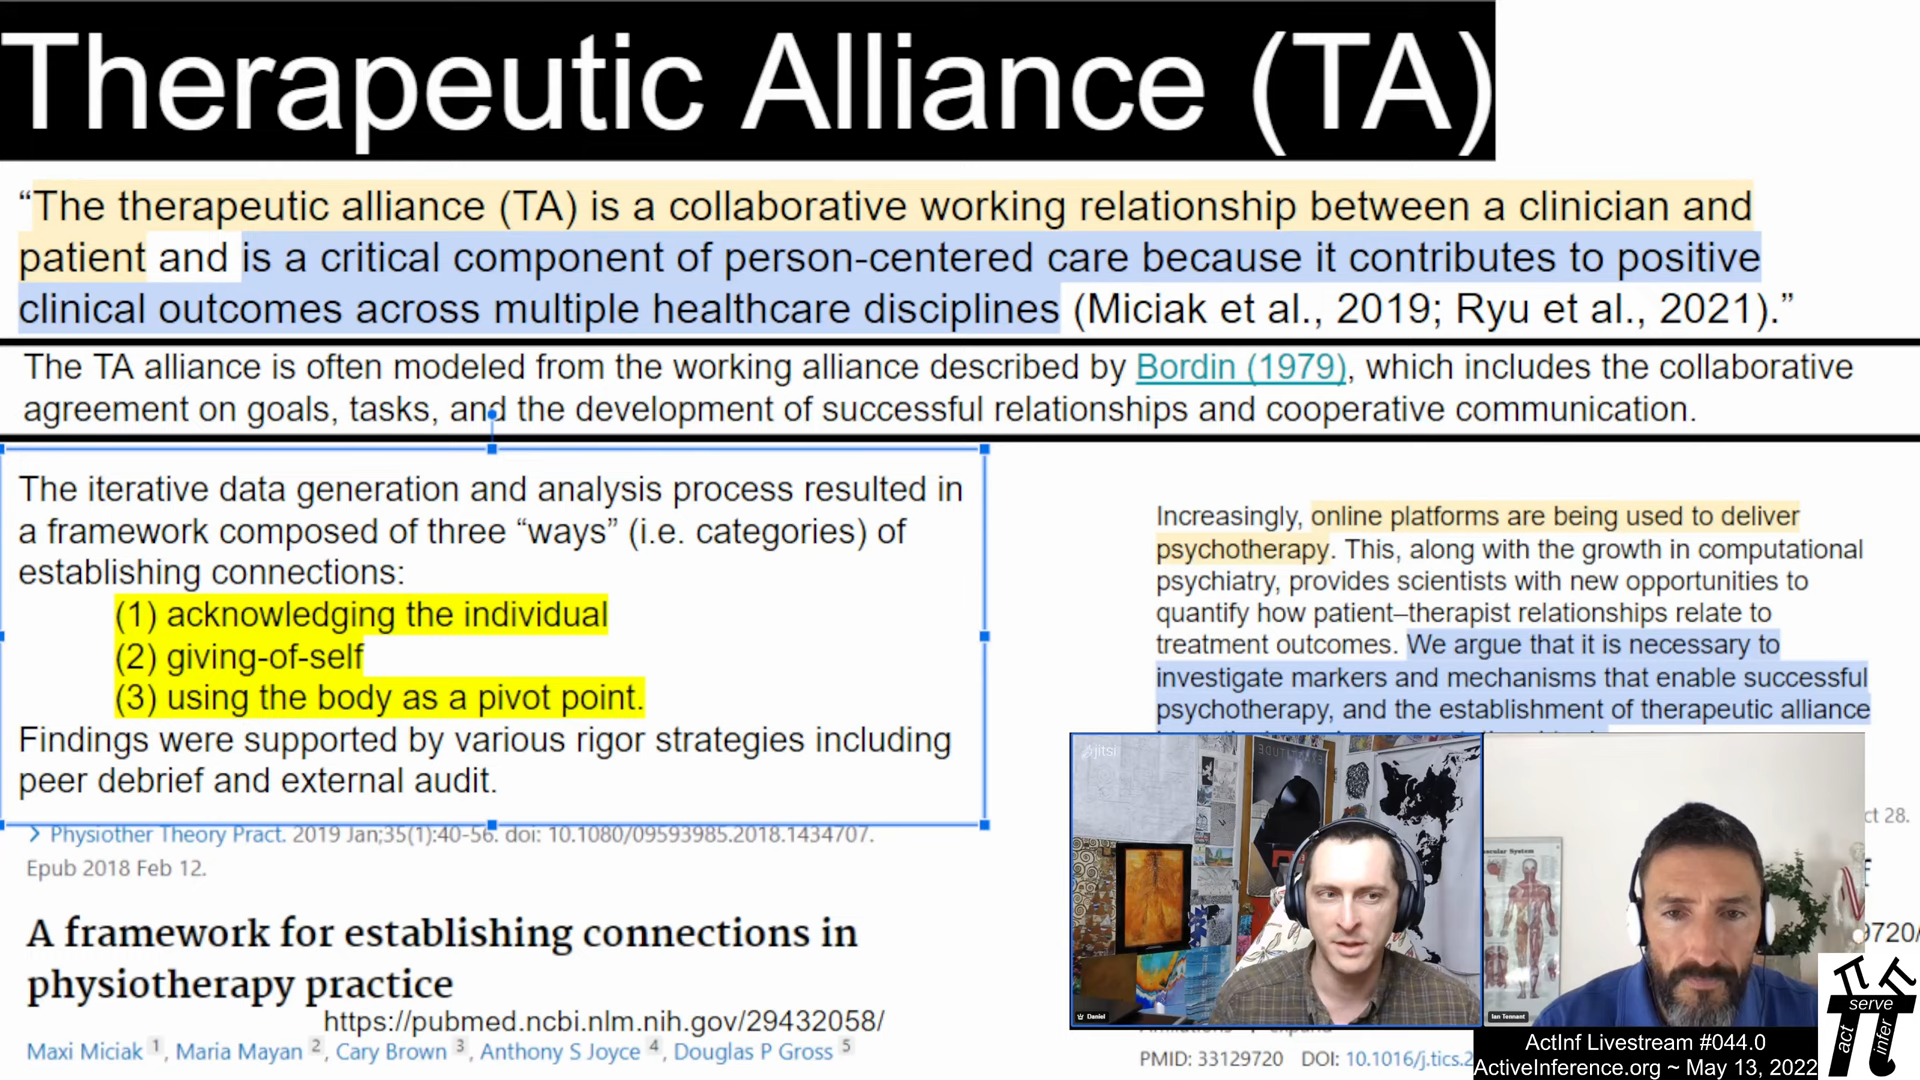 Therapeutic Alliance (TA)
“The therapeutic alliance (TA) is a collaborative working relationship between a clinician and
patient and is a critical component of person-centered care because it contributes to positive
clinical outcomes across multiple healthcare disciplines (Miciak et al., 2019; Ryu et al., 2021).”
The TA alliance is often modeled from the working alliance described by Bordin (1979), which includes the collaborative
agreement on goals, tasks, and the development of successful relationships and cooperative communication.
The iterative data generation and analysis process resulted in
a framework composed of three “ways” (i.e. categories) of
establishing connections:
(1) acknowledging the individual
(2) giving-of-self
(3) using the body as a pivot point.
Findings were supported by various rigor strategies including
peer debrief and external audit.
> Physiother Theory Pract. 2019 Jan;35(1):40-56. doi: 10.1080/09593985.2018.1434707.
Epub 2018 Feb 12.
A framework for establishing connections in
physiotherapy practice
https://pubmed.ncbi.nlm.nih.gov/29432058/
Maxi Miciak 1, Maria Mayan 2, Cary Brown 3, Anthony S Joyce 4, Douglas P Gross 5
Increasingly, online platforms are being used to deliver
psychotherapy. This, along with the growth in computational
psychiatry, provides scientists with new opportunities to
quantify how patient–therapist relationships relate to
treatment outcomes. We argue that it is necessary to
investigate markers and mechanisms that enable successful
psychotherapy, and the establishment of therapeutic alliance
ct 28.
9720/
PMID: 33129720 DOI: 10.1016/j.tics.2
jitsi
Daniel
Ian Tennant
act serve infer
ActInf Livestream #044.0
ActiveInference.org ~ May 13, 2022